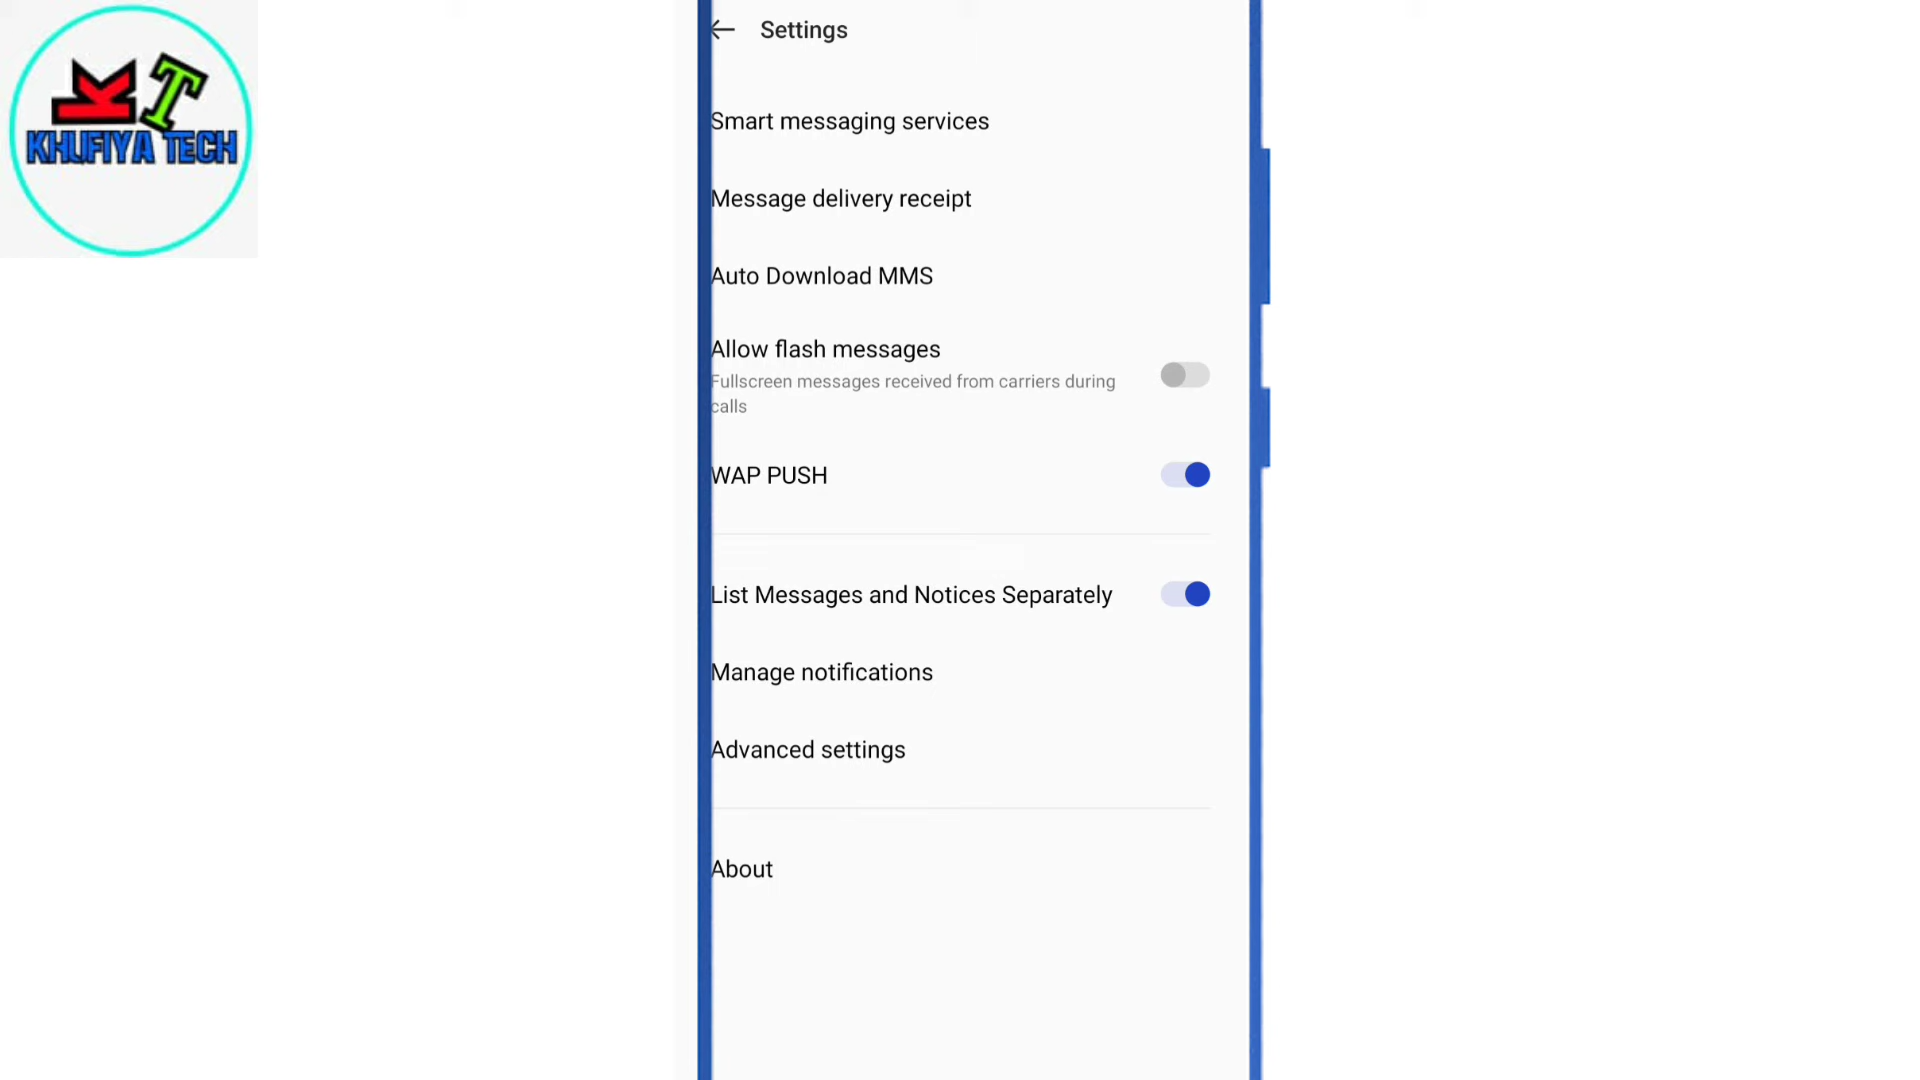 KT
KHUFIYA TECH
Settings
Smart messaging services
Message delivery receipt
Auto Download MMS
Allow flash messages
Fullscreen messages received from carriers during
calls
WAP PUSH
List Messages and Notices Separately
Manage notifications
Advanced settings
About